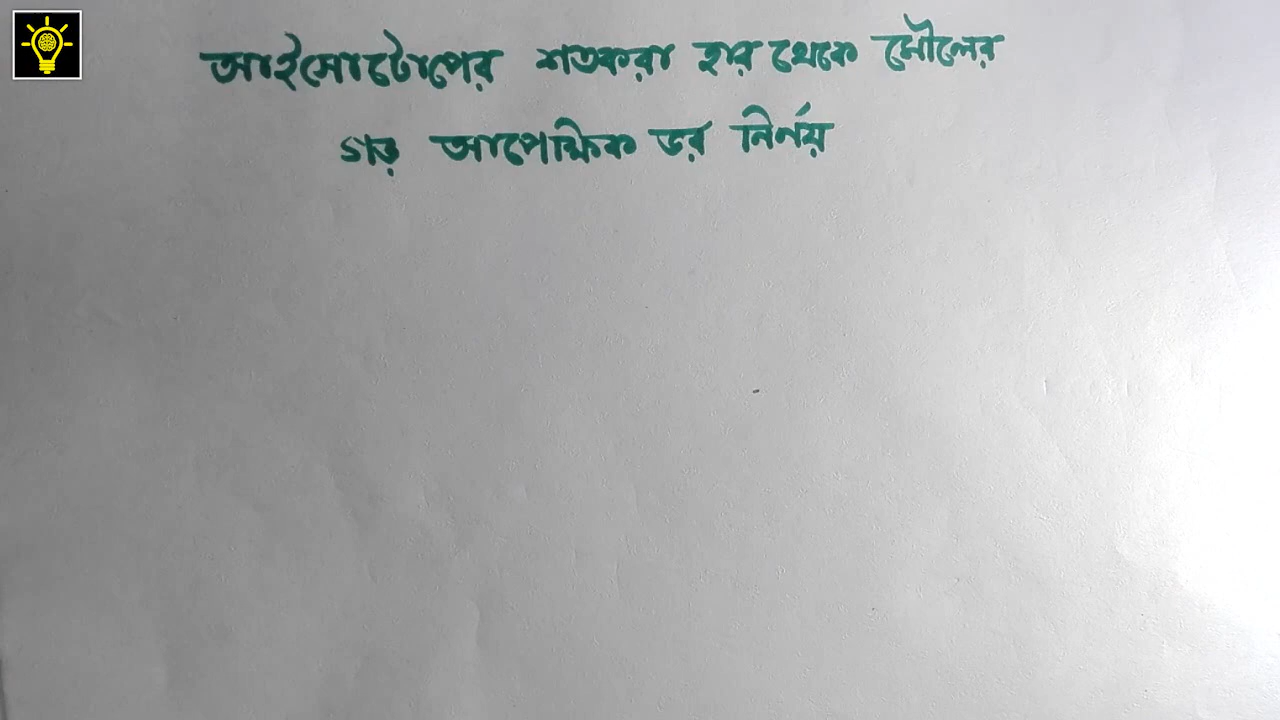 আইসোটোপের শতকরা হার থেকে মৌলের
গড় আপেক্ষিক ভর নির্ণয়